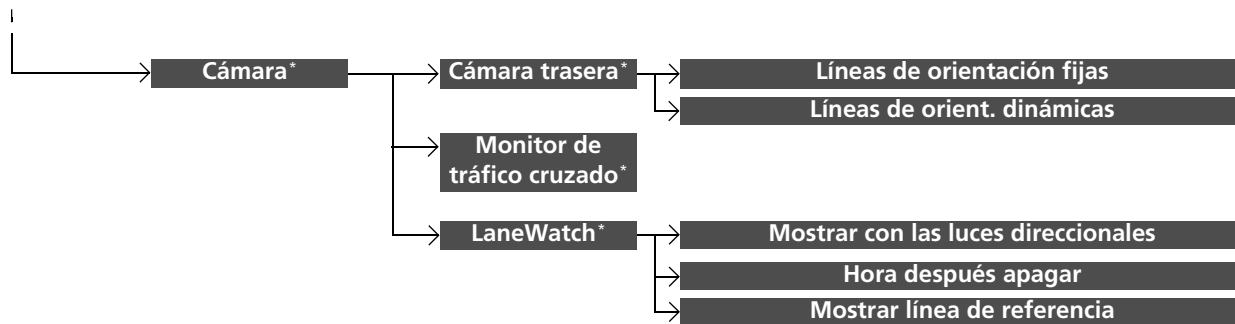 Cámara*
Cámara trasera*
Líneas de orientación fijas
Líneas de orient. dinámicas
Monitor de
tráfico cruzado*
LaneWatch*
Mostrar con las luces direccionales
Hora después apagar
Mostrar línea de referencia